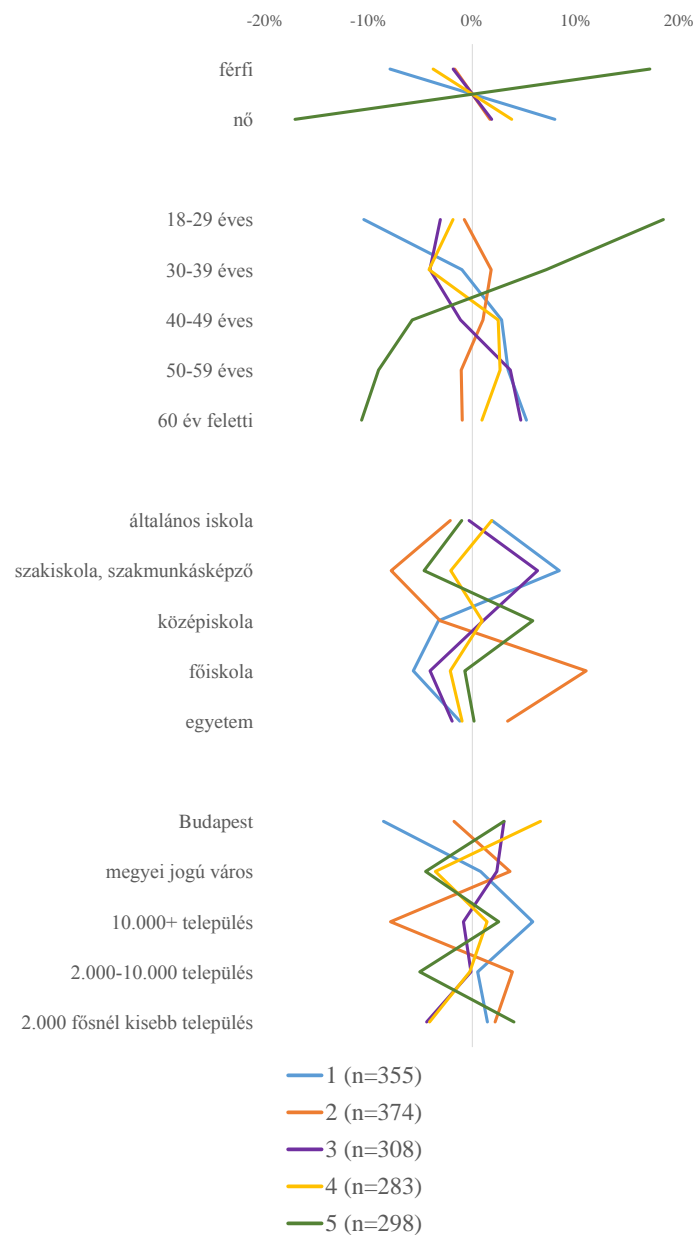 -20% -10% 0% 10% 20%
férfi
nő
18-29 éves
30-39 éves
40-49 éves
50-59 éves
60 év feletti
általános iskola
szakiskola, szakmunkásképző
középiskola
főiskola
egyetem
Budapest
megyei jogú város
10.000+ település
2.000-10.000 település
2.000 fősnél kisebb település
1 (n=355)
2 (n=374)
3 (n=308)
4 (n=283)
5 (n=298)